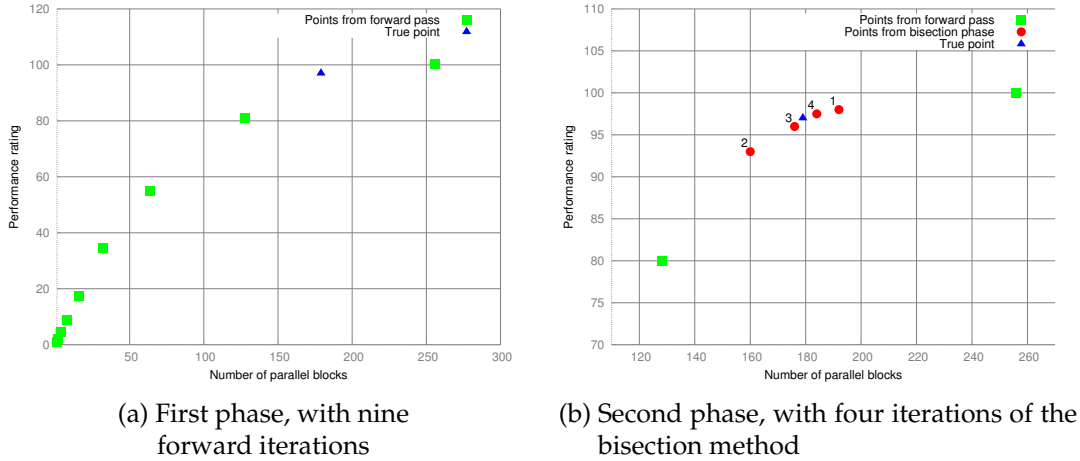 120
100
80
60
40
20
0
50
100
150
200
250
300
Performance rating
Number of parallel blocks
Points from forward pass
True point
(a) First phase, with nine
forward iterations
110
105
100
95
90
85
80
75
70
120
140
160
180
200
220
240
260
Performance rating
Number of parallel blocks
Points from forward pass
Points from bisection phase
True point
1
2
3
4
(b) Second phase, with four iterations of the
bisection method